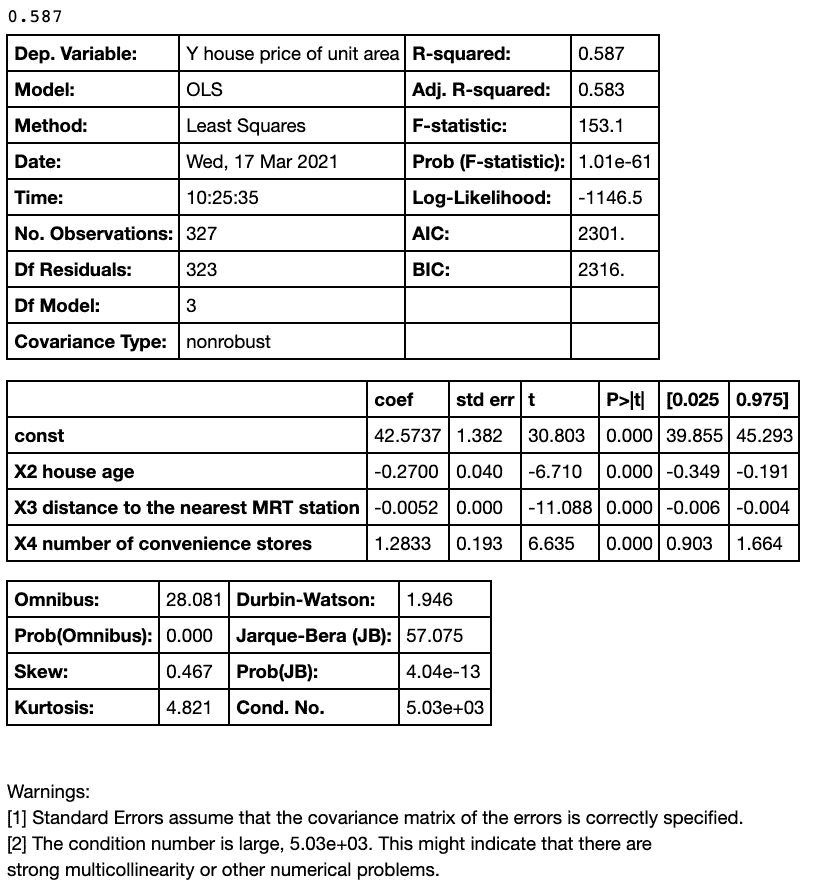 0.587
Dep. Variable: Y house price of unit area R-squared: 0.587
Model: OLS Adj. R-squared: 0.583
Method: Least Squares F-statistic: 153.1
Date: Wed, 17 Mar 2021 Prob (F-statistic): 1.01e-61
Time: 10:25:35 Log-Likelihood: -1146.5
No. Observations: 327 AIC: 2301.
Df Residuals: 323 BIC: 2316.
Df Model: 3
Covariance Type: nonrobust
coef std err t P>|t| [0.025 0.975]
const 42.5737 1.382 30.803 0.000 39.855 45.293
X2 house age -0.2700 0.040 -6.710 0.000 -0.349 -0.191
X3 distance to the nearest MRT station -0.0052 0.000 -11.088 0.000 -0.006 -0.004
X4 number of convenience stores 1.2833 0.193 6.635 0.000 0.903 1.664
Omnibus: 28.081 Durbin-Watson: 1.946
Prob(Omnibus): 0.000 Jarque-Bera (JB): 57.075
Skew: 0.467 Prob(JB): 4.04e-13
Kurtosis: 4.821 Cond. No. 5.03e+03
Warnings:
[1] Standard Errors assume that the covariance matrix of the errors is correctly specified.
[2] The condition number is large, 5.03e+03. This might indicate that there are
strong multicollinearity or other numerical problems.